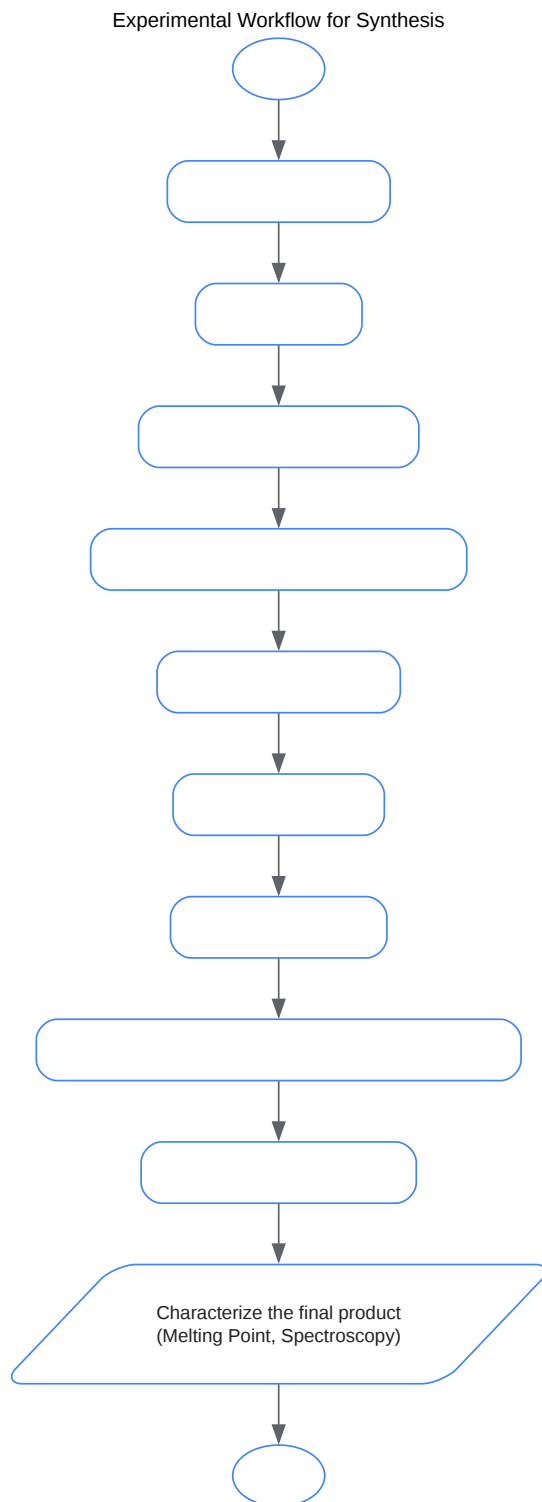 Experimental Workflow for Synthesis
Characterize the final product
(Melting Point, Spectroscopy)